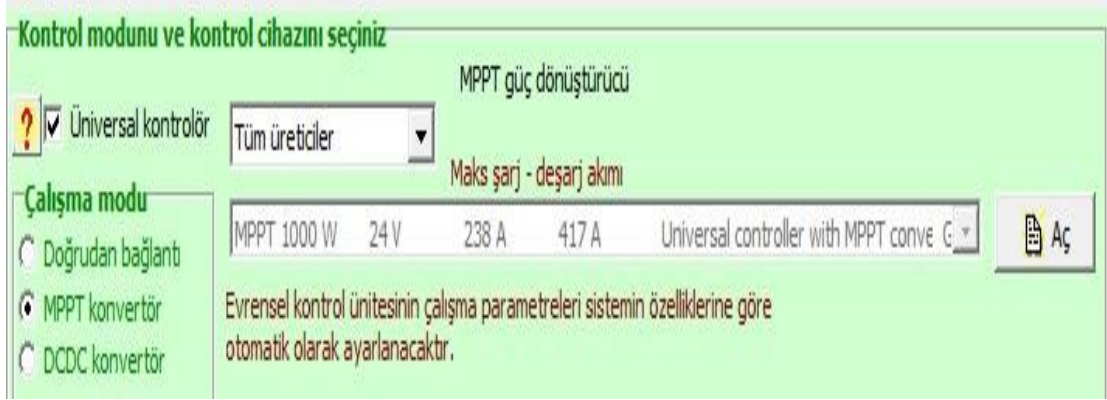 Kontrol modunu ve kontrol cihazını seçiniz
MPPT güç dönüştürücü
? Üniversal kontrolör
Tüm üreticiler
Maks şarj - deşarj akımı
Çalışma modu
MPPT 1000 W 24 V 238 A 417 A Universal controller with MPPT conve G
Aç
Doğrudan bağlantı
MPPT konvertör
DCDC konvertör
Evrensel kontrol ünitesinin çalışma parametreleri sistemin özelliklerine göre
otomatik olarak ayarlanacaktır.